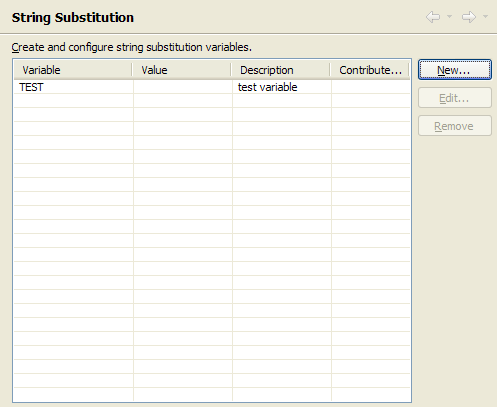 String Substitution
Create and configure string substitution variables.
Variable Value Description Contribute...
TEST test variable
New...
Edit...
Remove